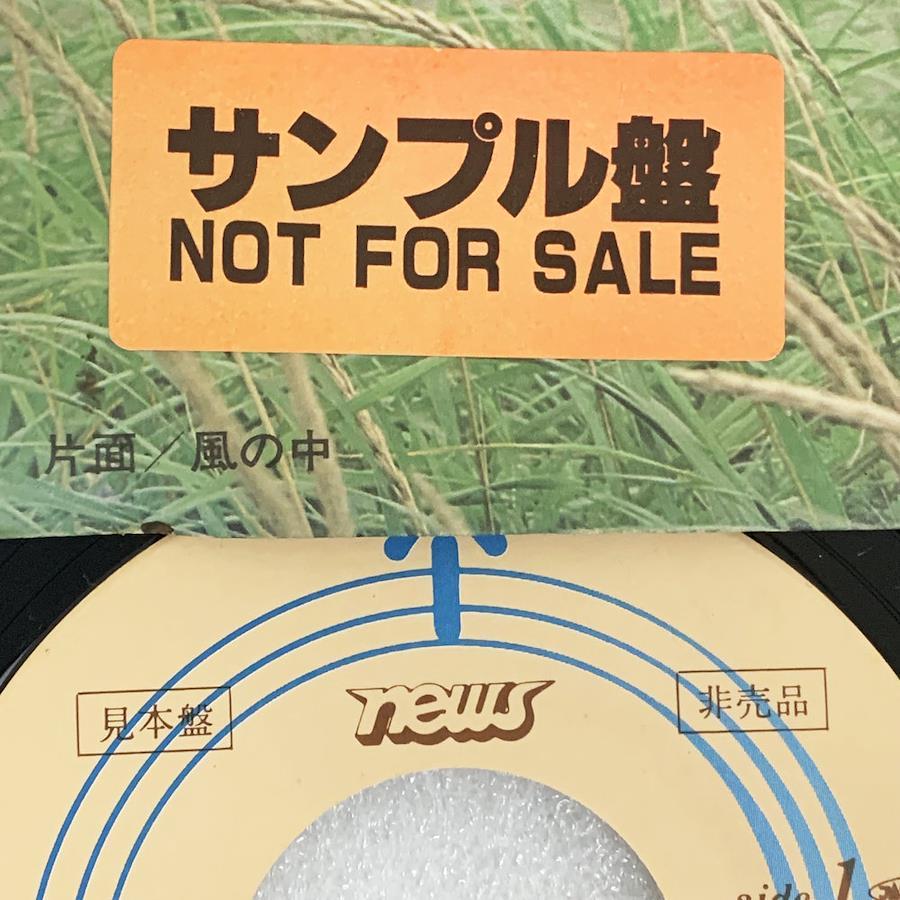 サンプル盤
NOT FOR SALE
片面／風の中
見本盤
news
非売品
side 1